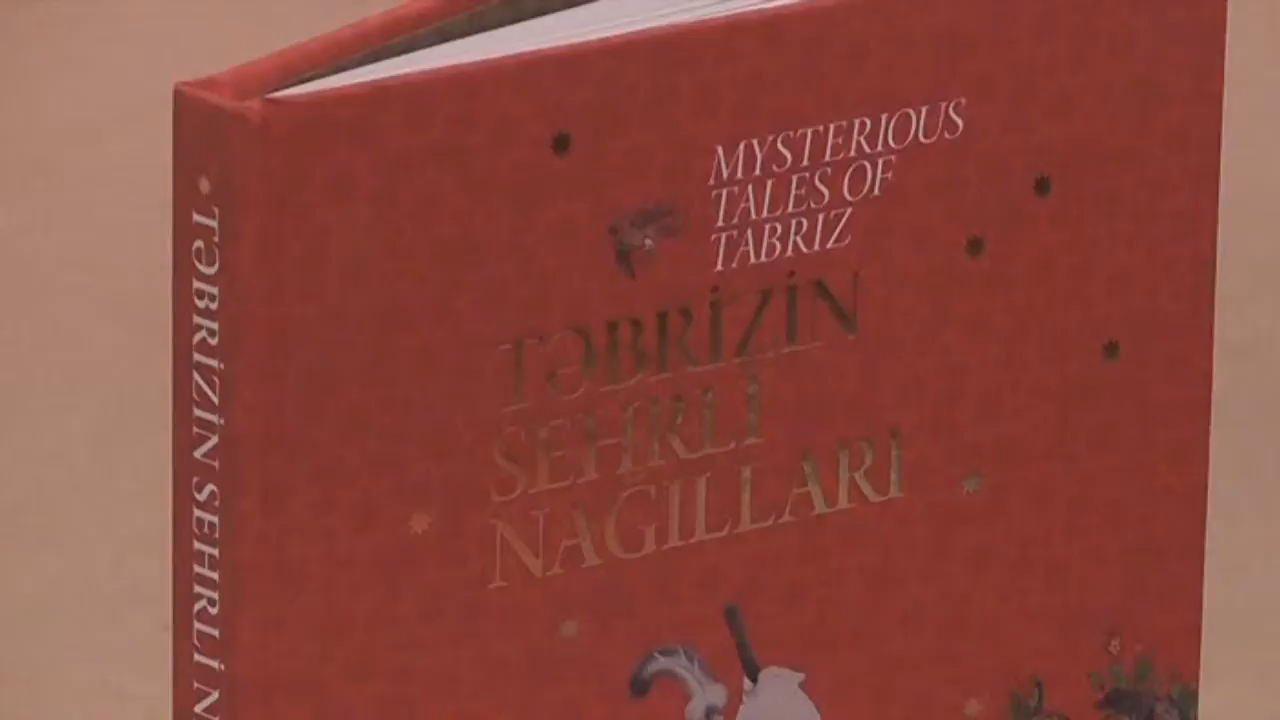 MYSTERIOUS
TALES OF
TABRIZ
TƏBRİZİN
SEHRLİ
NAĞILLARI
• TƏBRİZİN SEHRLİ